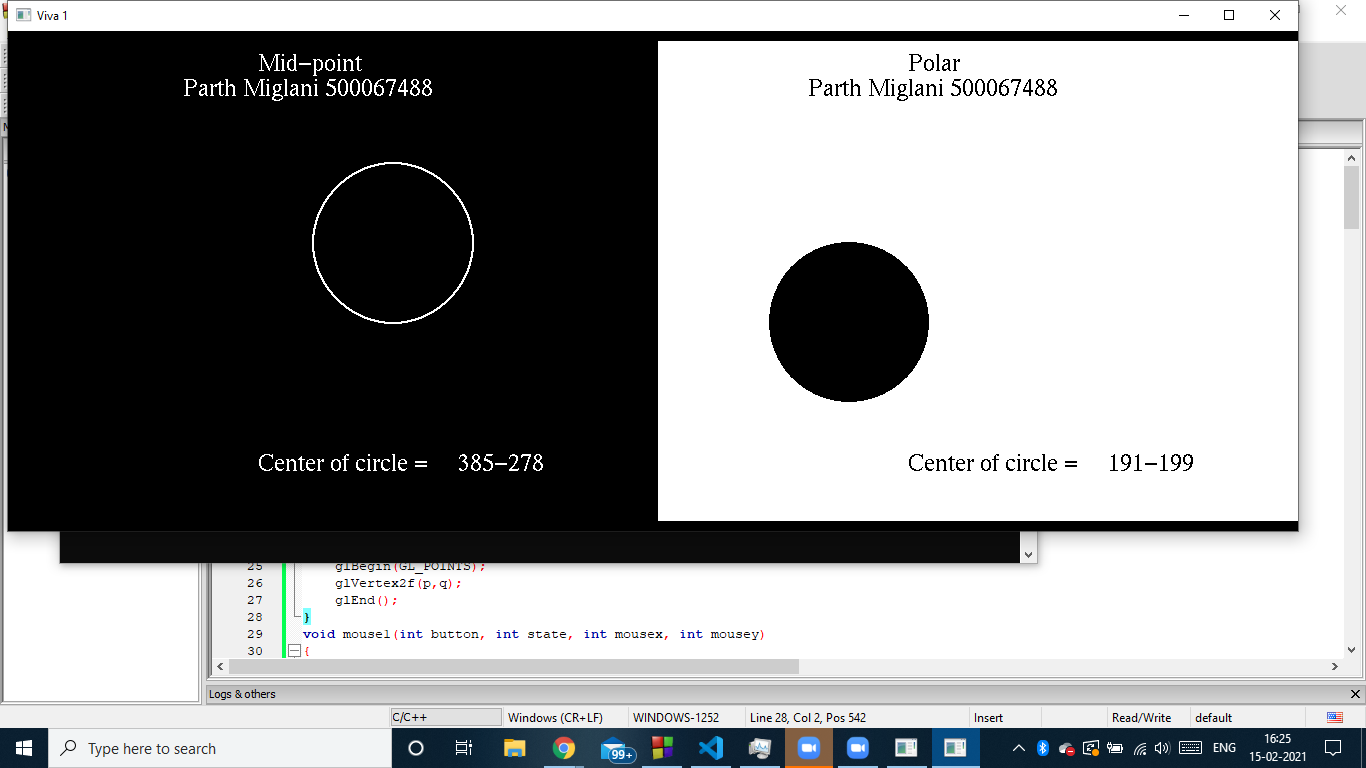 Viva 1
Mid-point
Parth Miglani 500067488
Center of circle = 385-278
Polar
Parth Miglani 500067488
Center of circle = 191-199
25 glBegin(GL_POINTS);
26 glVertex2f(p,q);
27 glEnd();
28 }
29 void mousel(int button, int state, int mousex, int mousey)
30 {
Logs & others
C/C++ Windows (CR+LF) WINDOWS-1252 Line 28, Col 2, Pos 542 Insert Read/Write default
Type here to search
99+
ENG
16:25
15-02-2021